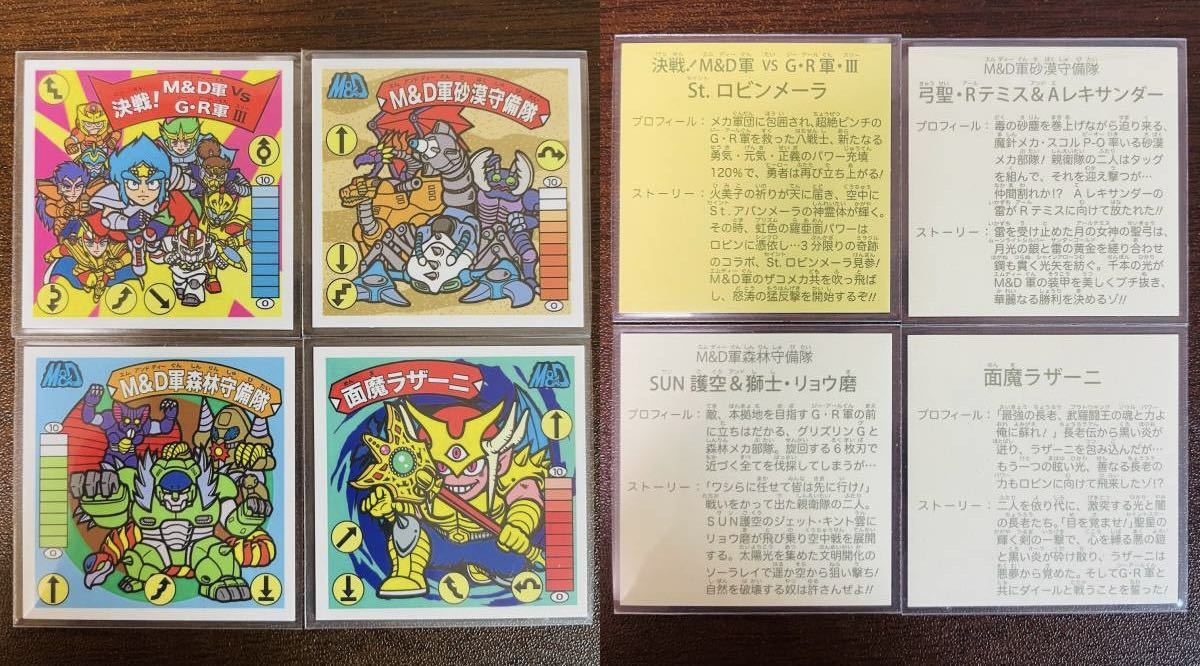 決戦! M&D軍 VS
G・R軍 III
10
0
M&D
M&D軍砂漠守備隊
10
0
M&D
M&D軍森林守備隊
10
0
面魔ラザーニ
M&D
10
0
決戦! M&D軍 VS G・R軍・III
St. ロビンメーラ
プロフィール：メカ軍団に包囲され、超絶ピンチの
G・R軍を救った八戦士、新たなる
勇気・元気・正義のパワー充填
120%で、勇者は再び立ち上がる!
ストーリー：火美子の祈りが天に届き、空中に
St.アバンメーラの神霊体が輝く。
その時、虹色の羅亜面パワーは
ロビンに憑依し…3分限りの奇跡
のコラボ、St.ロビンメーラ見参!
M&D軍のザコメカ共を吹っ飛ば
し、怒涛の猛反撃を開始するぞ!!
M&D軍砂漠守備隊
弓聖・Rテミス&Aレキサンダー
プロフィール：毒の砂塵を巻上げながら迫り来る、
魔針メカ・スコルP-O率いる砂漠
メカ部隊! 親衛隊の二人はタッグ
を組んで、それを迎え撃つが…
仲間割れか!? Aレキサンダーの
雷がRテミスに向けて放たれた!!
ストーリー：雷を受け止めた月の女神の聖弓は、
月光の銀と雷の黄金を縒り合わせ
鋼も貫く光矢を紡ぐ。千本の光が
M&D軍の装甲を美しくブチ抜き、
華麗なる勝利を決めるゾ!!
M&D軍森林守備隊
SUN護空&獅士・リョウ磨
プロフィール：敵、本拠地を目指すG・R軍の前
に立ちはだかる、グリズリンGと
森林メカ部隊。旋回する6枚刃で
近づく全てを伐採してしまうが…
ストーリー：「ワシらに任せて皆は先に行け!」
戦いをかって出た親衛隊の二人。
SUN護空のジェット・キント雲に
リョウ磨が飛び乗り空中戦を展開
する。太陽光を集めた文明開化の
ソーラレイで遥か空から狙い撃ち!
自然を破壊する奴は許さんぜよ!!
面魔ラザーニ
プロフィール：「最強の長老、武羅闘王の魂と力よ
俺に蘇れ!」長老伝から黒い炎が
迸り、ラザーニを包み込んだが…
もう一つの眩い光、善なる長老の
力もロビンに向けて飛来したゾ!?
ストーリー：二人を依り代に、激突する光と闇
の長老たち。「目を覚ませ!」聖星の
輝く剣の一撃で、心を縛る悪の鎧
と黒い炎が砕け散り、ラザーニは
悪夢から覚めた。そしてG・R軍と
共にダイールと戦うことを誓った!